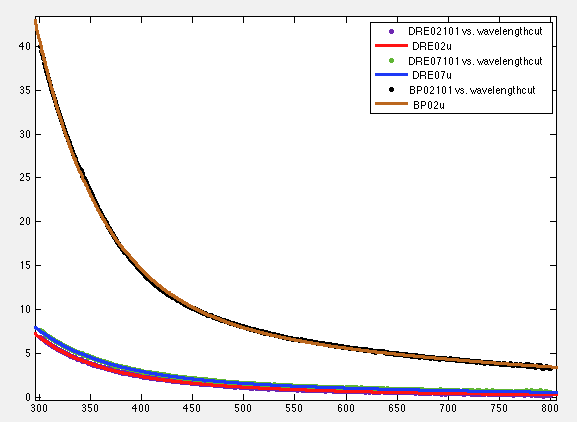 DRE02101 vs. wavelengthcut
DRE02u
DRE07101 vs. wavelengthcut
DRE07u
BP02101 vs. wavelengthcut
BP02u
40
35
30
25
20
15
10
5
0
300 350 400 450 500 550 600 650 700 750 800